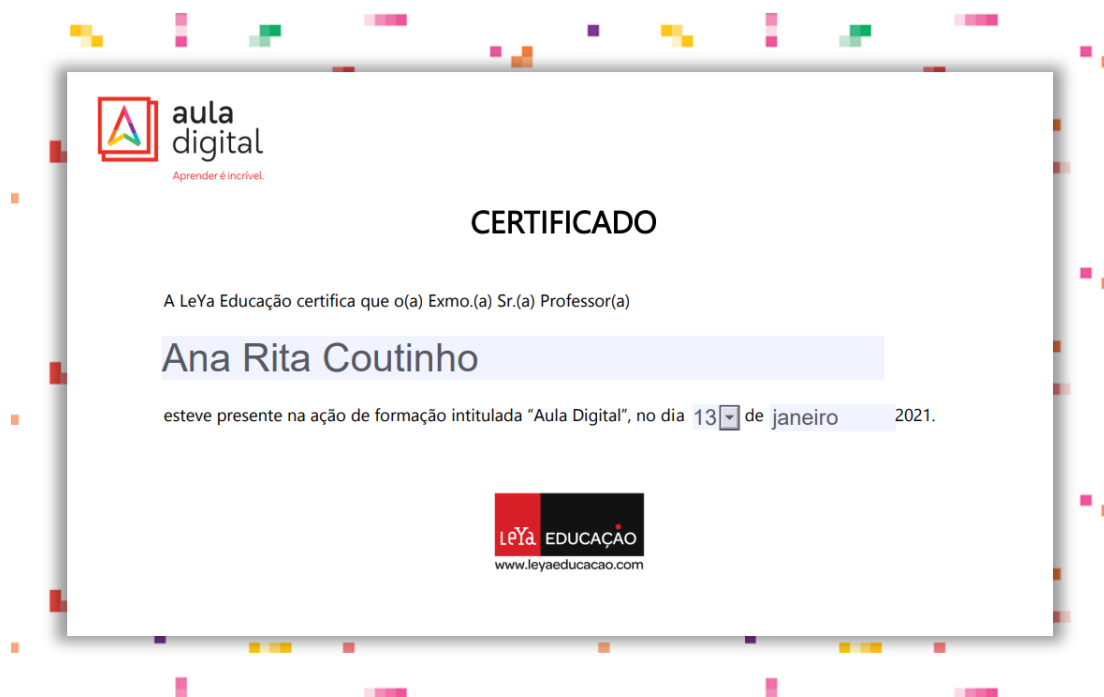 aula
digital
Aprender é incrível.
CERTIFICADO
A LeYa Educação certifica que o(a) Exmo.(a) Sr.(a) Professor(a)
Ana Rita Coutinho
esteve presente na ação de formação intitulada “Aula Digital”, no dia 13 de janeiro 2021.
LeYa EDUCAÇÃO
www.leyaeducacao.com